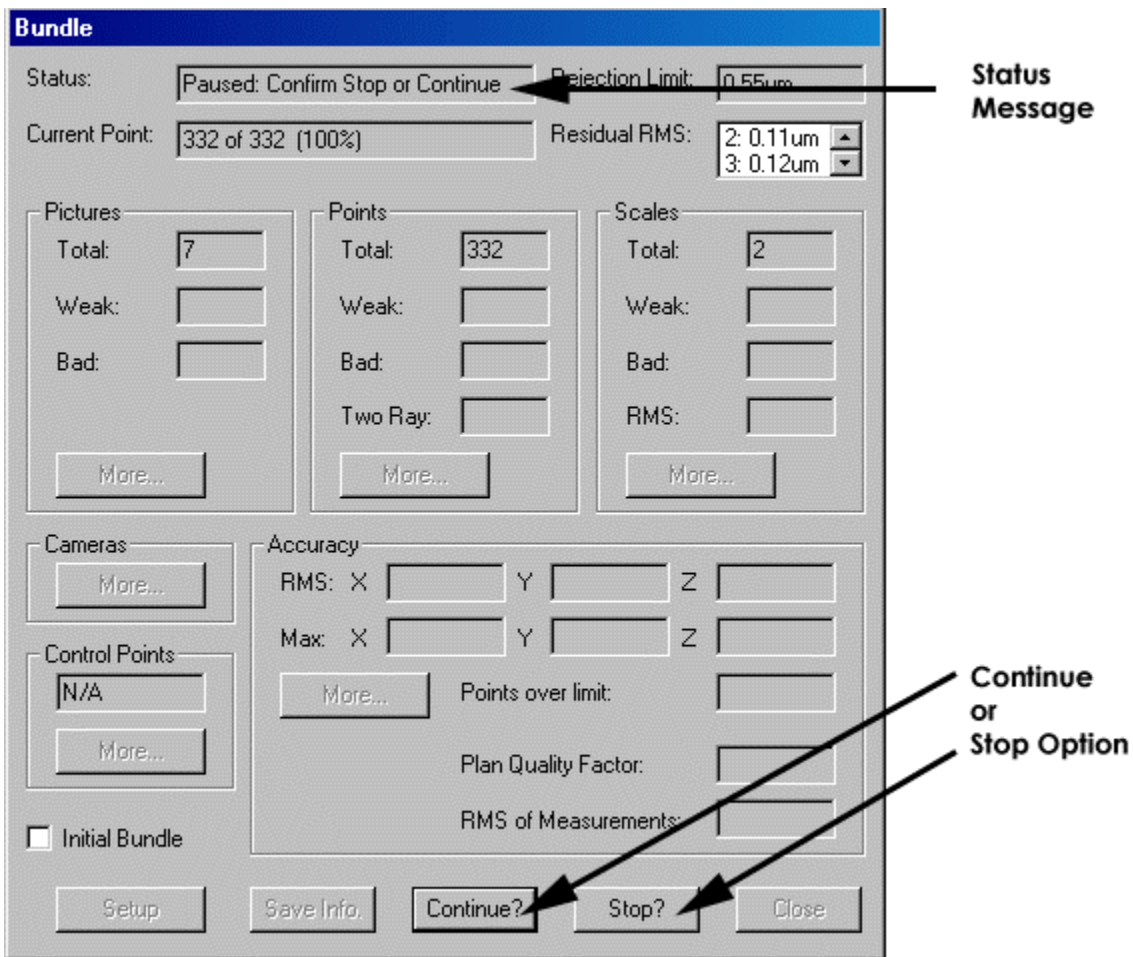 Bundle
Status: Paused: Confirm Stop or Continue Rejection Limit: 0.55um
Status
Message
Current Point: 332 of 332 (100%) Residual RMS: 2: 0.11um
3: 0.12um
Pictures
Total: 7
Weak:
Bad:
More...
Points
Total: 332
Weak:
Bad:
Two Ray:
More...
Scales
Total: 2
Weak:
Bad:
RMS:
More...
Cameras
More...
Control Points
N/A
More...
Accuracy
RMS: X Y Z
Max: X Y Z
More... Points over limit:
Plan Quality Factor:
RMS of Measurements:
Continue
or
Stop Option
Initial Bundle
Setup Save Info. Continue? Stop? Close